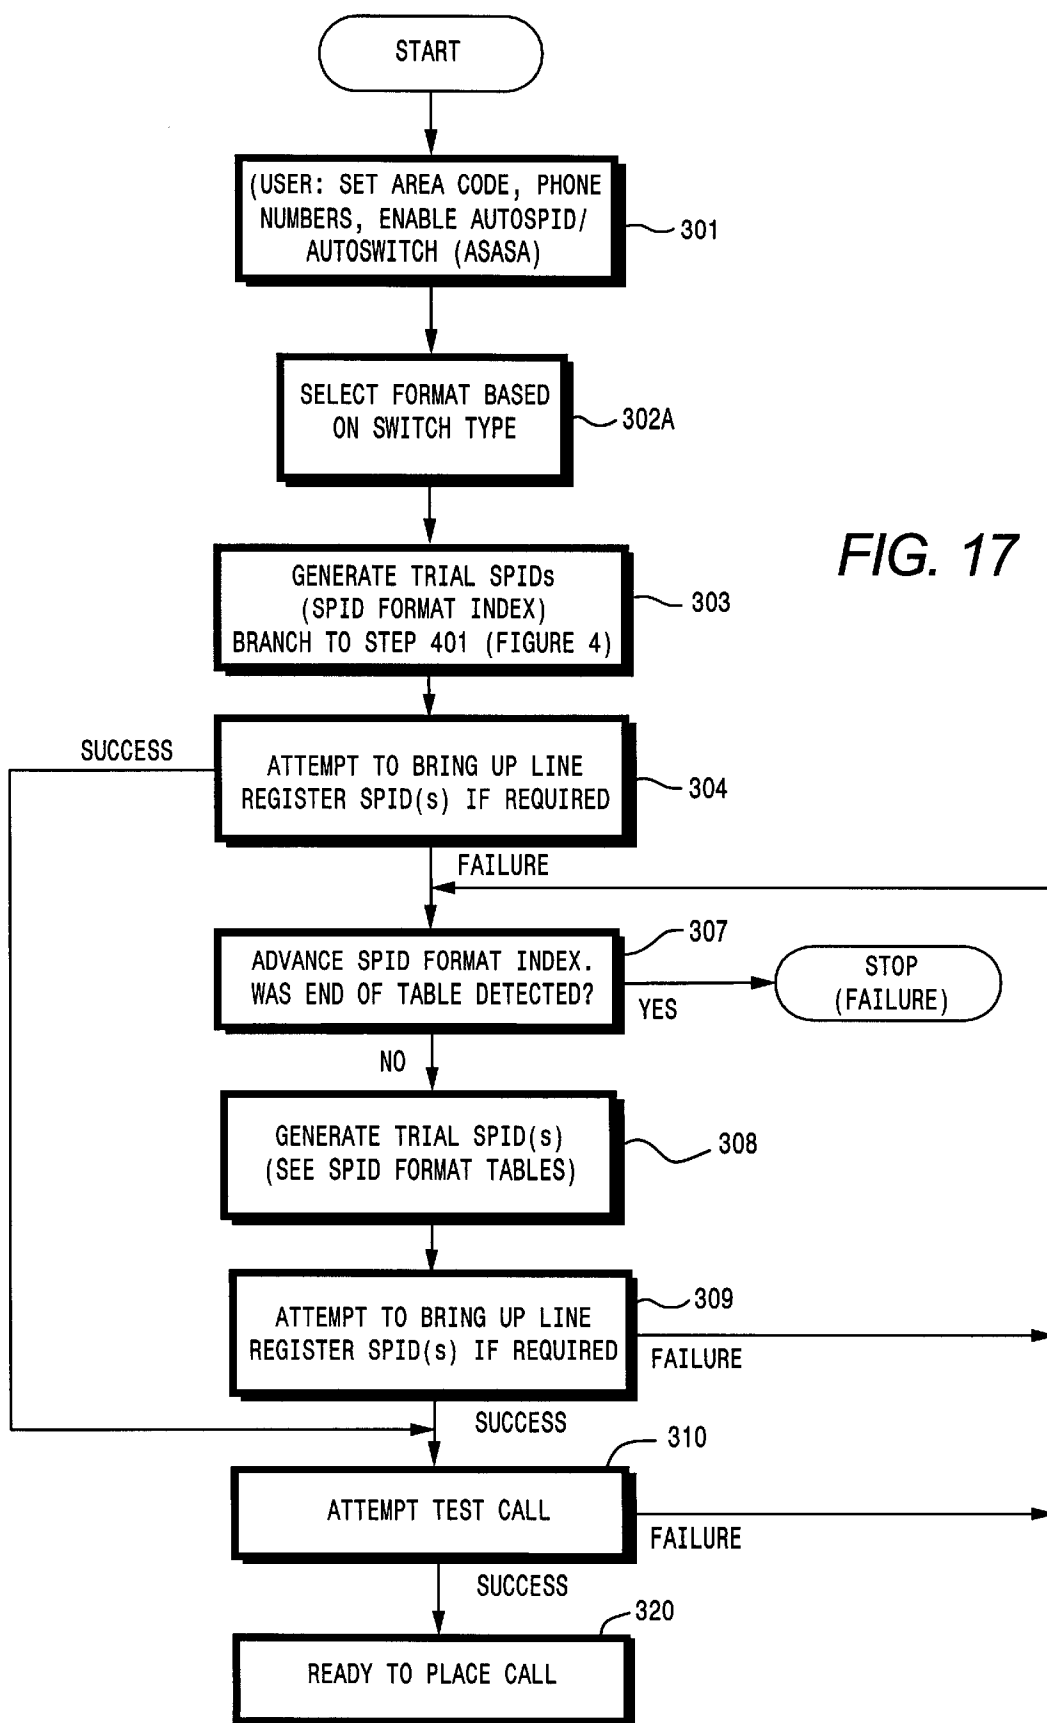 START
(USER: SET AREA CODE, PHONE
NUMBERS, ENABLE AUTOSPID/
AUTOSWITCH (ASASA)
301
SELECT FORMAT BASED
ON SWITCH TYPE
302A
FIG. 17
GENERATE TRIAL SPIDs
(SPID FORMAT INDEX)
BRANCH TO STEP 401 (FIGURE 4)
303
SUCCESS
ATTEMPT TO BRING UP LINE
REGISTER SPID(s) IF REQUIRED
304
FAILURE
307
ADVANCE SPID FORMAT INDEX.
WAS END OF TABLE DETECTED?
YES
STOP
(FAILURE)
NO
GENERATE TRIAL SPID(s)
(SEE SPID FORMAT TABLES)
308
309
ATTEMPT TO BRING UP LINE
REGISTER SPID(s) IF REQUIRED
FAILURE
SUCCESS
310
ATTEMPT TEST CALL
FAILURE
SUCCESS
320
READY TO PLACE CALL